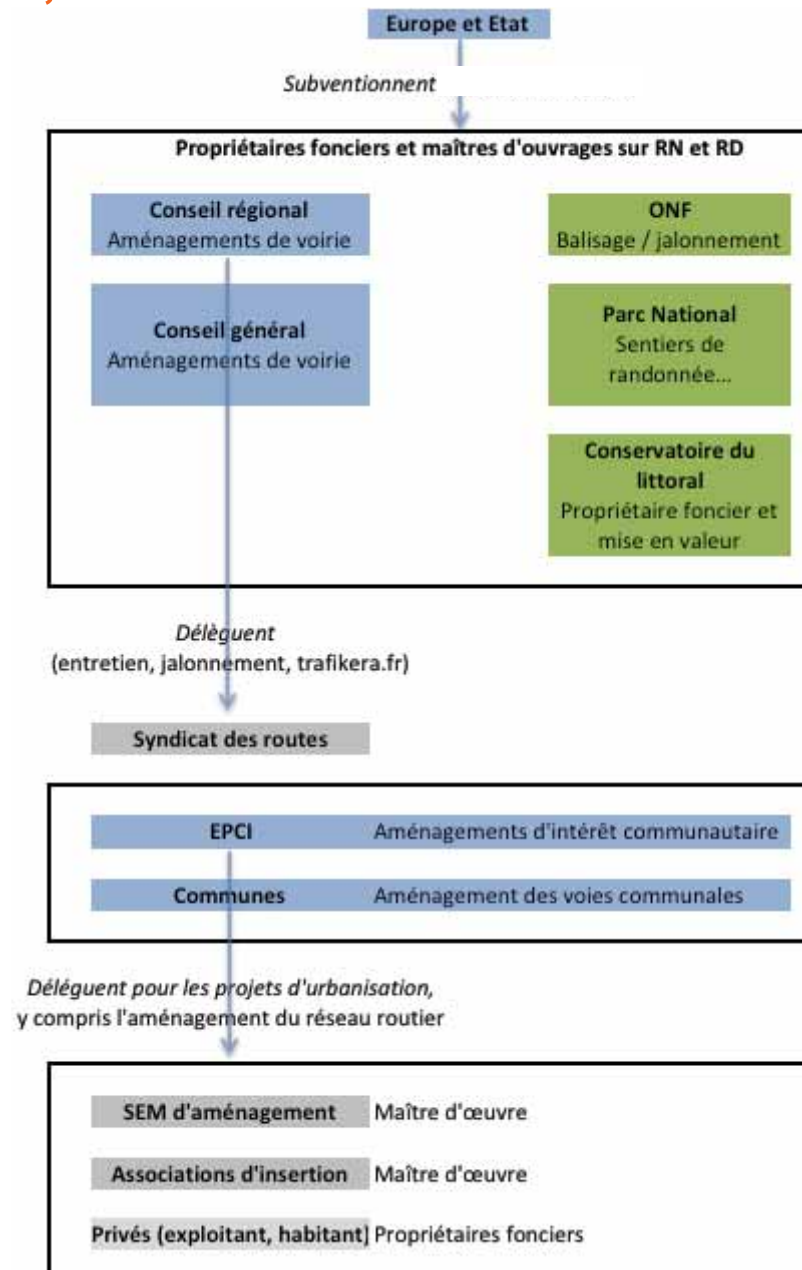 Europe et Etat
Subventionnent
Propriétaires fonciers et maîtres d'ouvrages sur RN et RD
Conseil régional
Aménagements de voirie
ONF
Balisage / jalonnement
Conseil général
Aménagements de voirie
Parc National
Sentiers de
randonnée...
Conservatoire du
littoral
Propriétaire foncier et
mise en valeur
Délèguent
(entretien, jalonnement, trafikera.fr)
Syndicat des routes
EPCI Aménagements d'intérêt communautaire
Communes Aménagement des voies communales
Déléguent pour les projets d'urbanisation,
y compris l'aménagement du réseau routier
SEM d'aménagement Maître d'œuvre
Associations d'insertion Maître d'œuvre
Privés (exploitant, habitant) Propriétaires fonciers